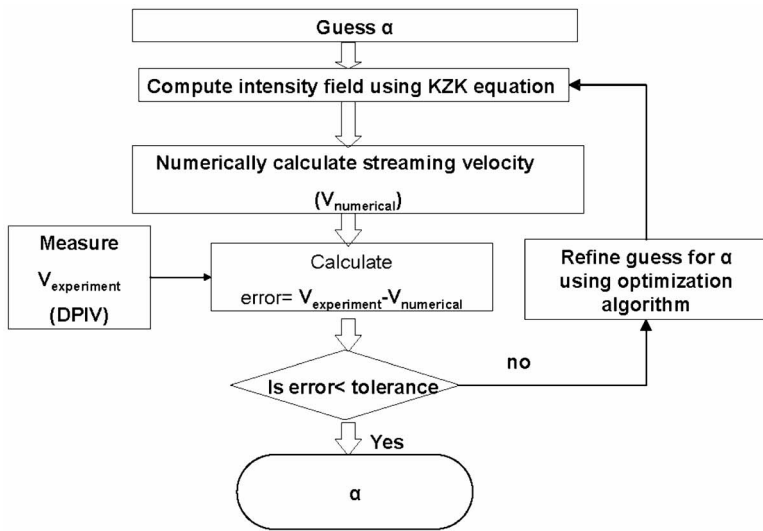 Guess α
Compute intensity field using KZK equation
Numerically calculate streaming velocity
(Vnumerical)
Measure
Vexperiment
(DPIV)
Calculate
error= Vexperiment-Vnumerical
Refine guess for α
using optimization
algorithm
Is error< tolerance
no
Yes
α